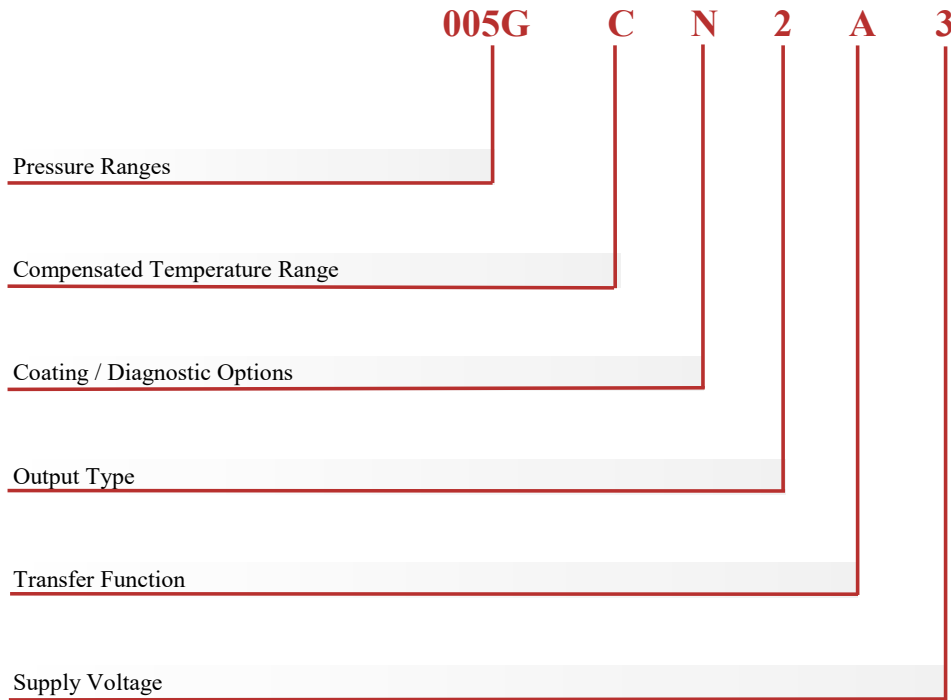 005G C N 2 A 3
Pressure Ranges
Compensated Temperature Range
Coating / Diagnostic Options
Output Type
Transfer Function
Supply Voltage